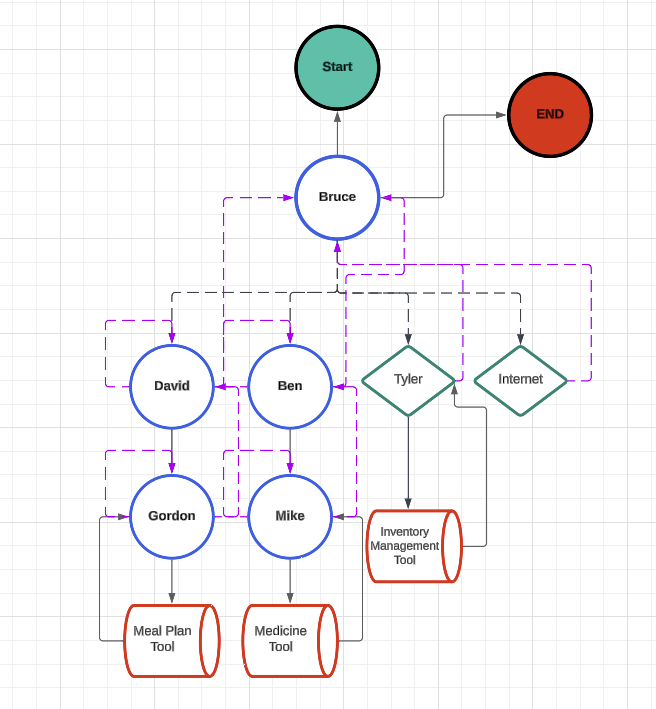 Start
END
Bruce
David
Ben
Tyler
Internet
Gordon
Mike
Inventory
Management
Tool
Meal Plan
Tool
Medicine
Tool